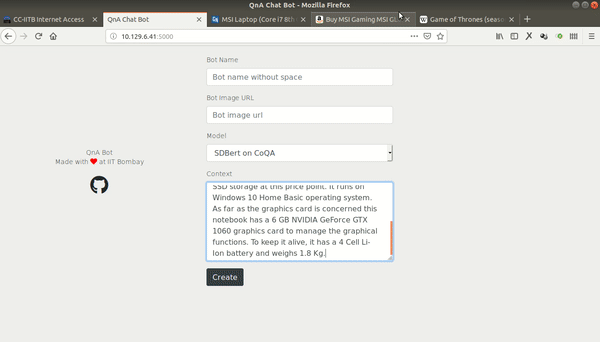 QnA Chat Bot - Mozilla Firefox
CC-IITB Internet Access
QnA Chat Bot
MSI Laptop (Core i7 8th
Buy MSI Gaming MSI GL
Game of Thrones (seas
10.129.6.41:5000
Bot Name
Bot name without space
Bot Image URL
Bot image url
Model
SDBert on CoQA
Context
SSD storage at this price point. It runs on
Windows 10 Home Basic operating system.
As far as the graphics card is concerned this
notebook has a 6 GB NVIDIA GeForce GTX
1060 graphics card to manage the graphical
functions. To keep it alive, it has a 4 Cell Li-
Ion battery and weighs 1.8 Kg.
Create
QnA Bot
Made with ❤ at IIT Bombay